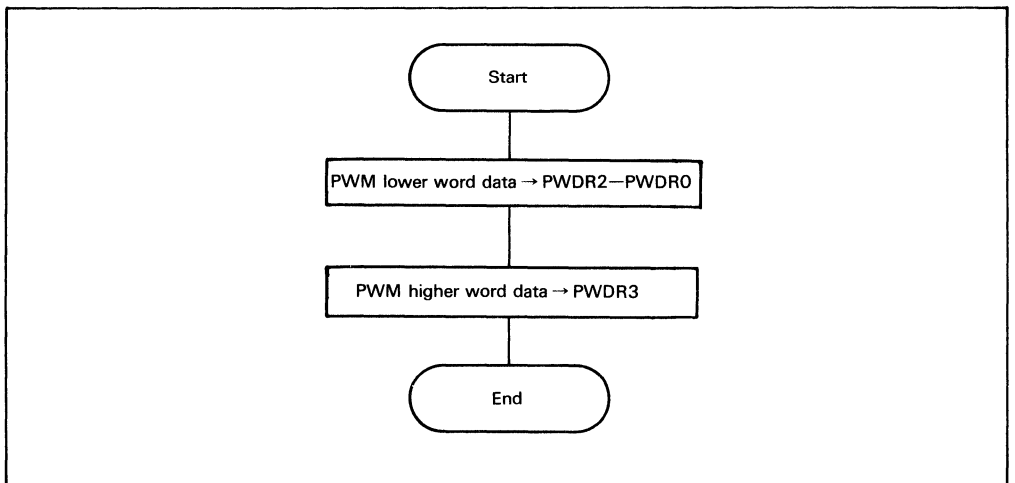 Start
PWM lower word data → PWDR2—PWDR0
PWM higher word data → PWDR3
End